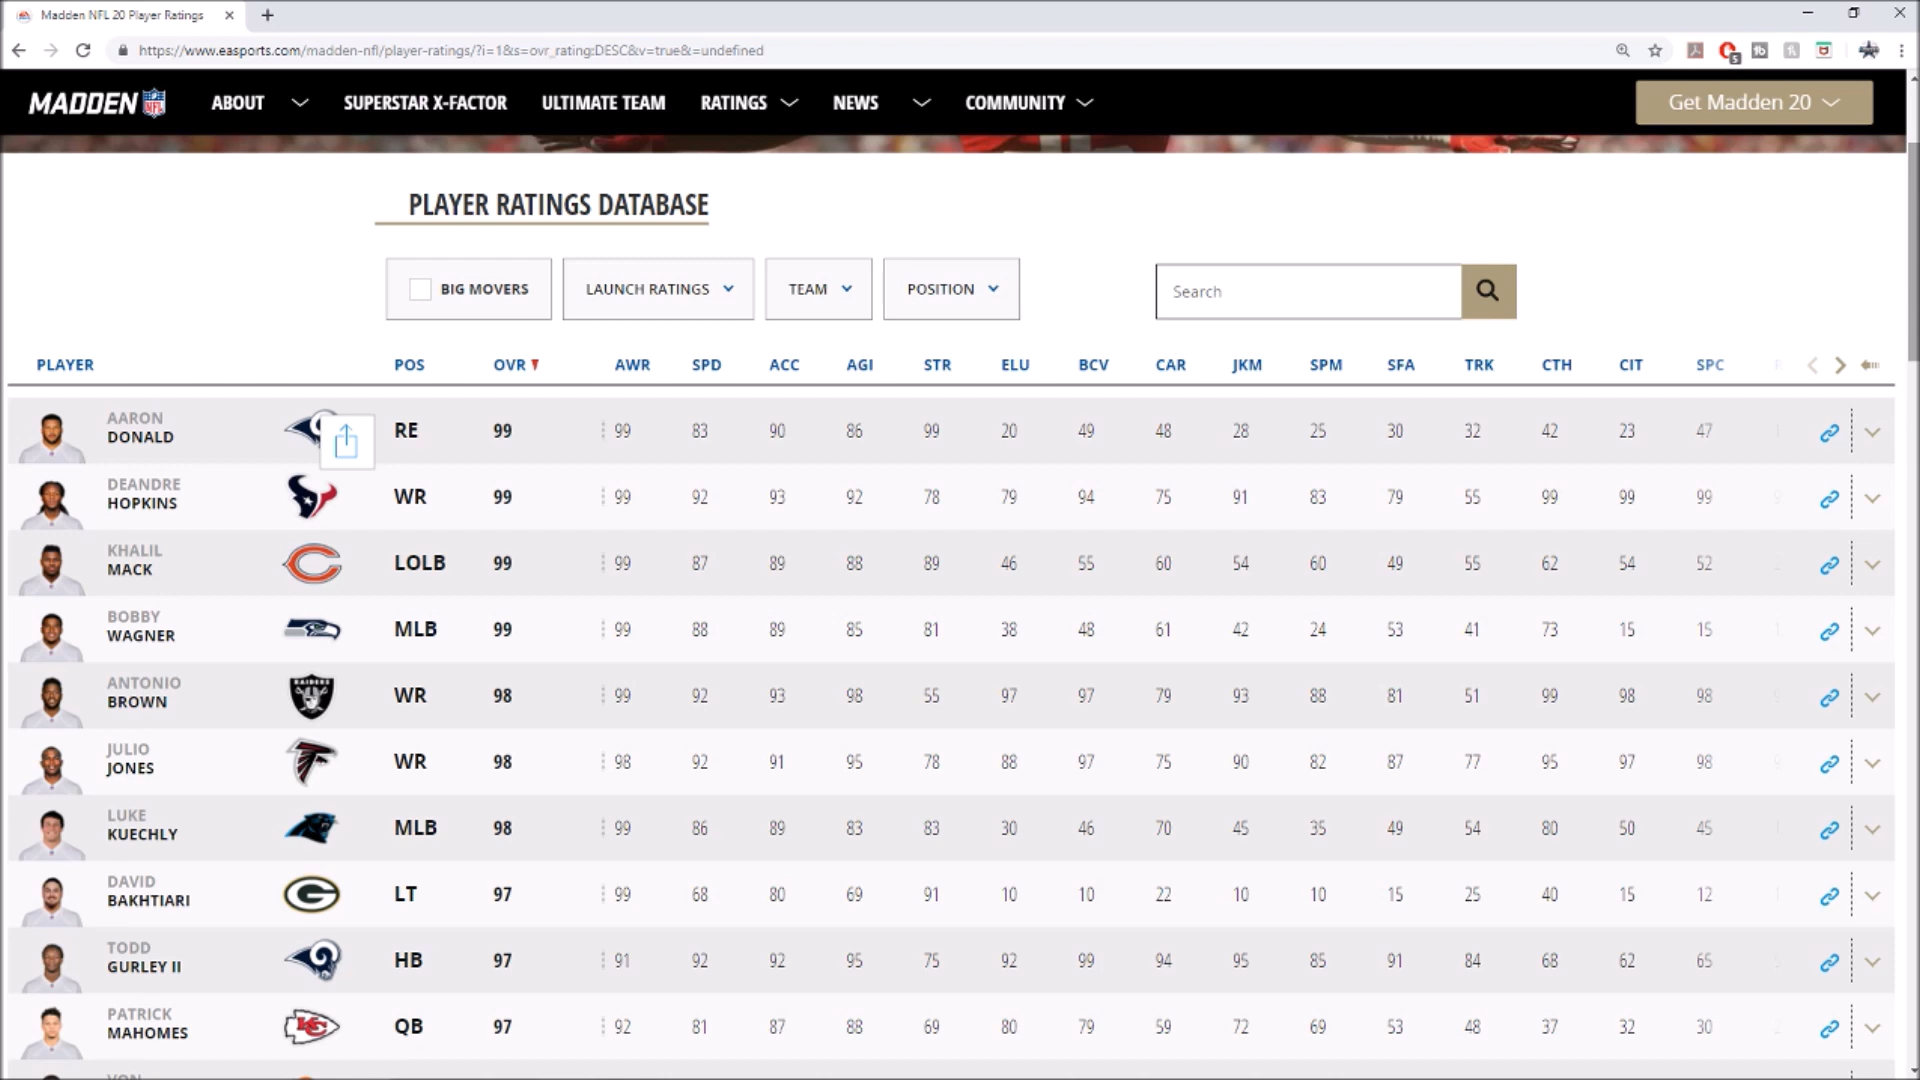 Madden NFL 20 Player Ratings
https://www.easports.com/madden-nfl/player-ratings/?i=1&s=ovr_rating:DESC&v=true&=undefined
MADDEN NFL ABOUT SUPERSTAR X-FACTOR ULTIMATE TEAM RATINGS NEWS COMMUNITY Get Madden 20
PLAYER RATINGS DATABASE
BIG MOVERS LAUNCH RATINGS TEAM POSITION Search
PLAYER POS OVR AWR SPD ACC AGI STR ELU BCV CAR JKM SPM SFA TRK CTH CIT SPC
AARON
DONALD RE 99 99 83 90 86 99 20 49 48 28 25 30 32 42 23 47
DEANDRE
HOPKINS WR 99 99 92 93 92 78 79 94 75 91 83 79 55 99 99 99
KHALIL
MACK LOLB 99 99 87 89 88 89 46 55 60 54 60 49 55 62 54 52
BOBBY
WAGNER MLB 99 99 88 89 85 81 38 48 61 42 24 53 41 73 15 15
ANTONIO
BROWN RAIDERS WR 98 99 92 93 98 55 97 97 79 93 88 81 51 99 98 98
JULIO
JONES WR 98 98 92 91 95 78 88 97 75 90 82 87 77 95 97 98
LUKE
KUECHLY MLB 98 99 86 89 83 83 30 46 70 45 35 49 54 80 50 45
DAVID
BAKHTIARI G LT 97 99 68 80 69 91 10 10 22 10 10 15 25 40 15 12
TODD
GURLEY II HB 97 91 92 92 95 75 92 99 94 95 85 91 84 68 62 65
PATRICK
MAHOMES KC QB 97 92 81 87 88 69 80 79 59 72 69 53 48 37 32 30